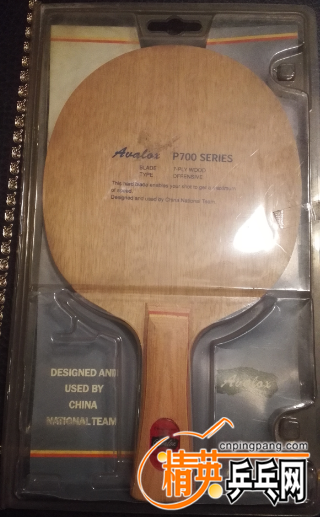 Avalox P700 SERIES
BLADE 7-PLY WOOD
TYPE OFFENSIVE
Designed and used by China National Team.
DESIGNED AND
USED BY
CHINA
NATIONAL TEAM
Avalox
cnpingpang.com
精英乒乓网